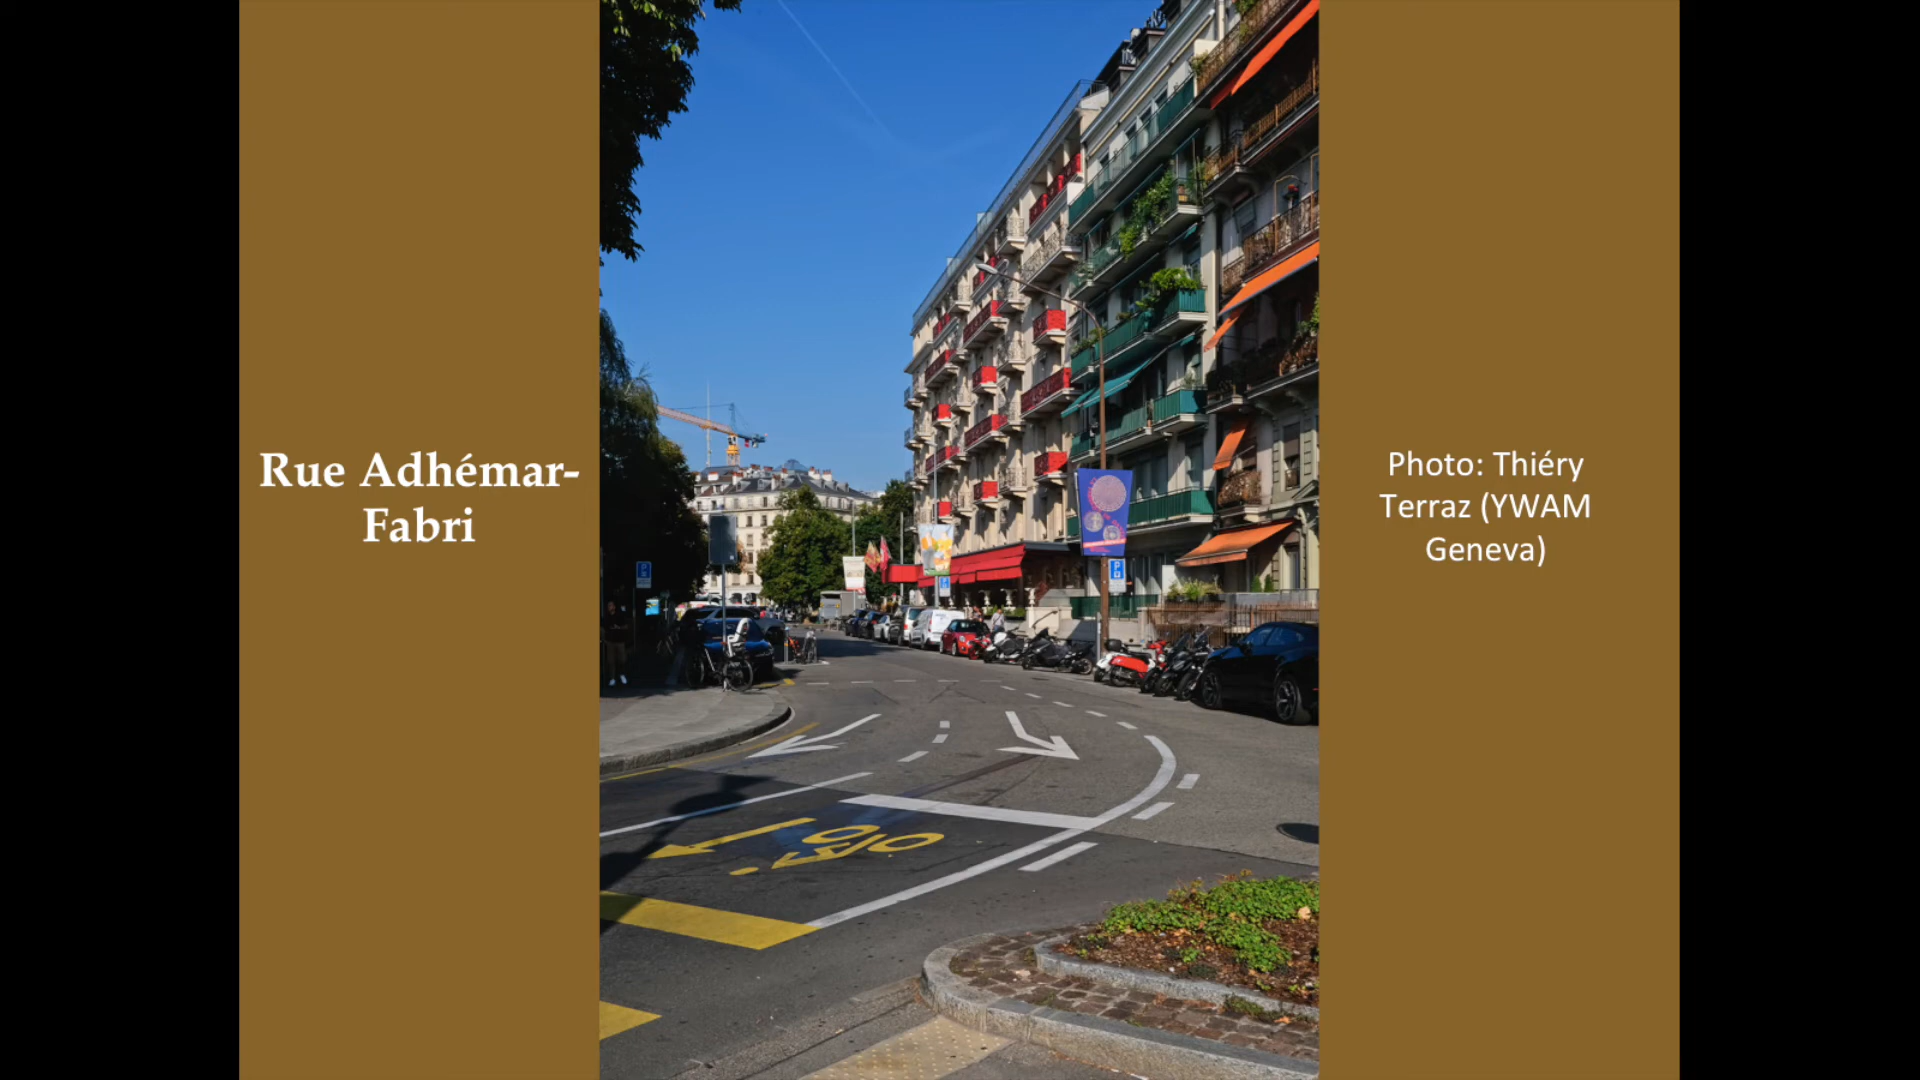 Rue Adhémar-
Fabri
Photo: Thiéry
Terraz (YWAM
Geneva)
P
P
P